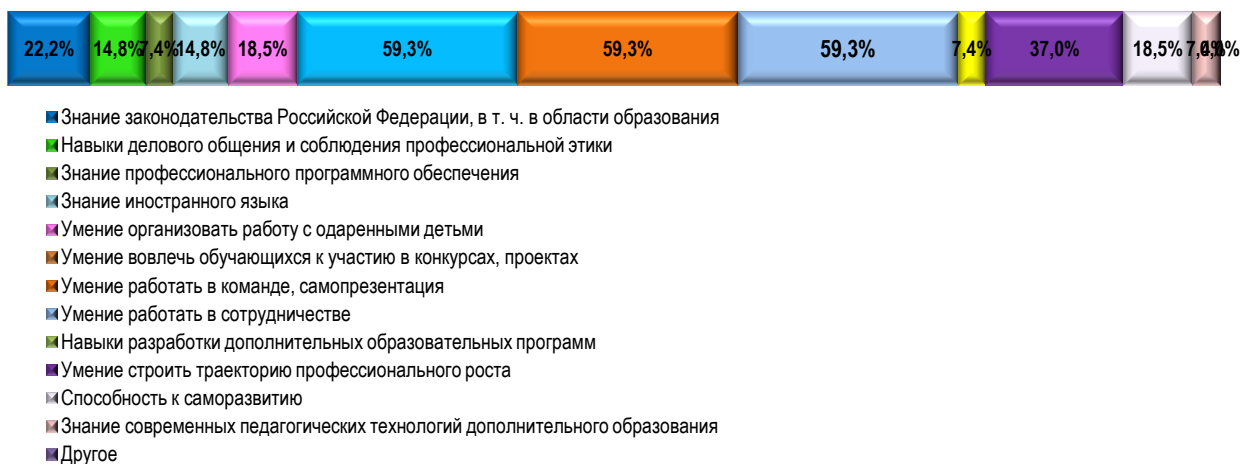 22,2% 14,8% 7,4% 14,8% 18,5% 59,3% 59,3% 59,3% 7,4% 37,0% 18,5% 7,4%
Знание законодательства Российской Федерации, в т. ч. в области образования
Навыки делового общения и соблюдения профессиональной этики
Знание профессионального программного обеспечения
Знание иностранного языка
Умение организовать работу с одаренными детьми
Умение вовлечь обучающихся к участию в конкурсах, проектах
Умение работать в команде, самопрезентация
Умение работать в сотрудничестве
Навыки разработки дополнительных образовательных программ
Умение строить траекторию профессионального роста
Способность к саморазвитию
Знание современных педагогических технологий дополнительного образования
Другое